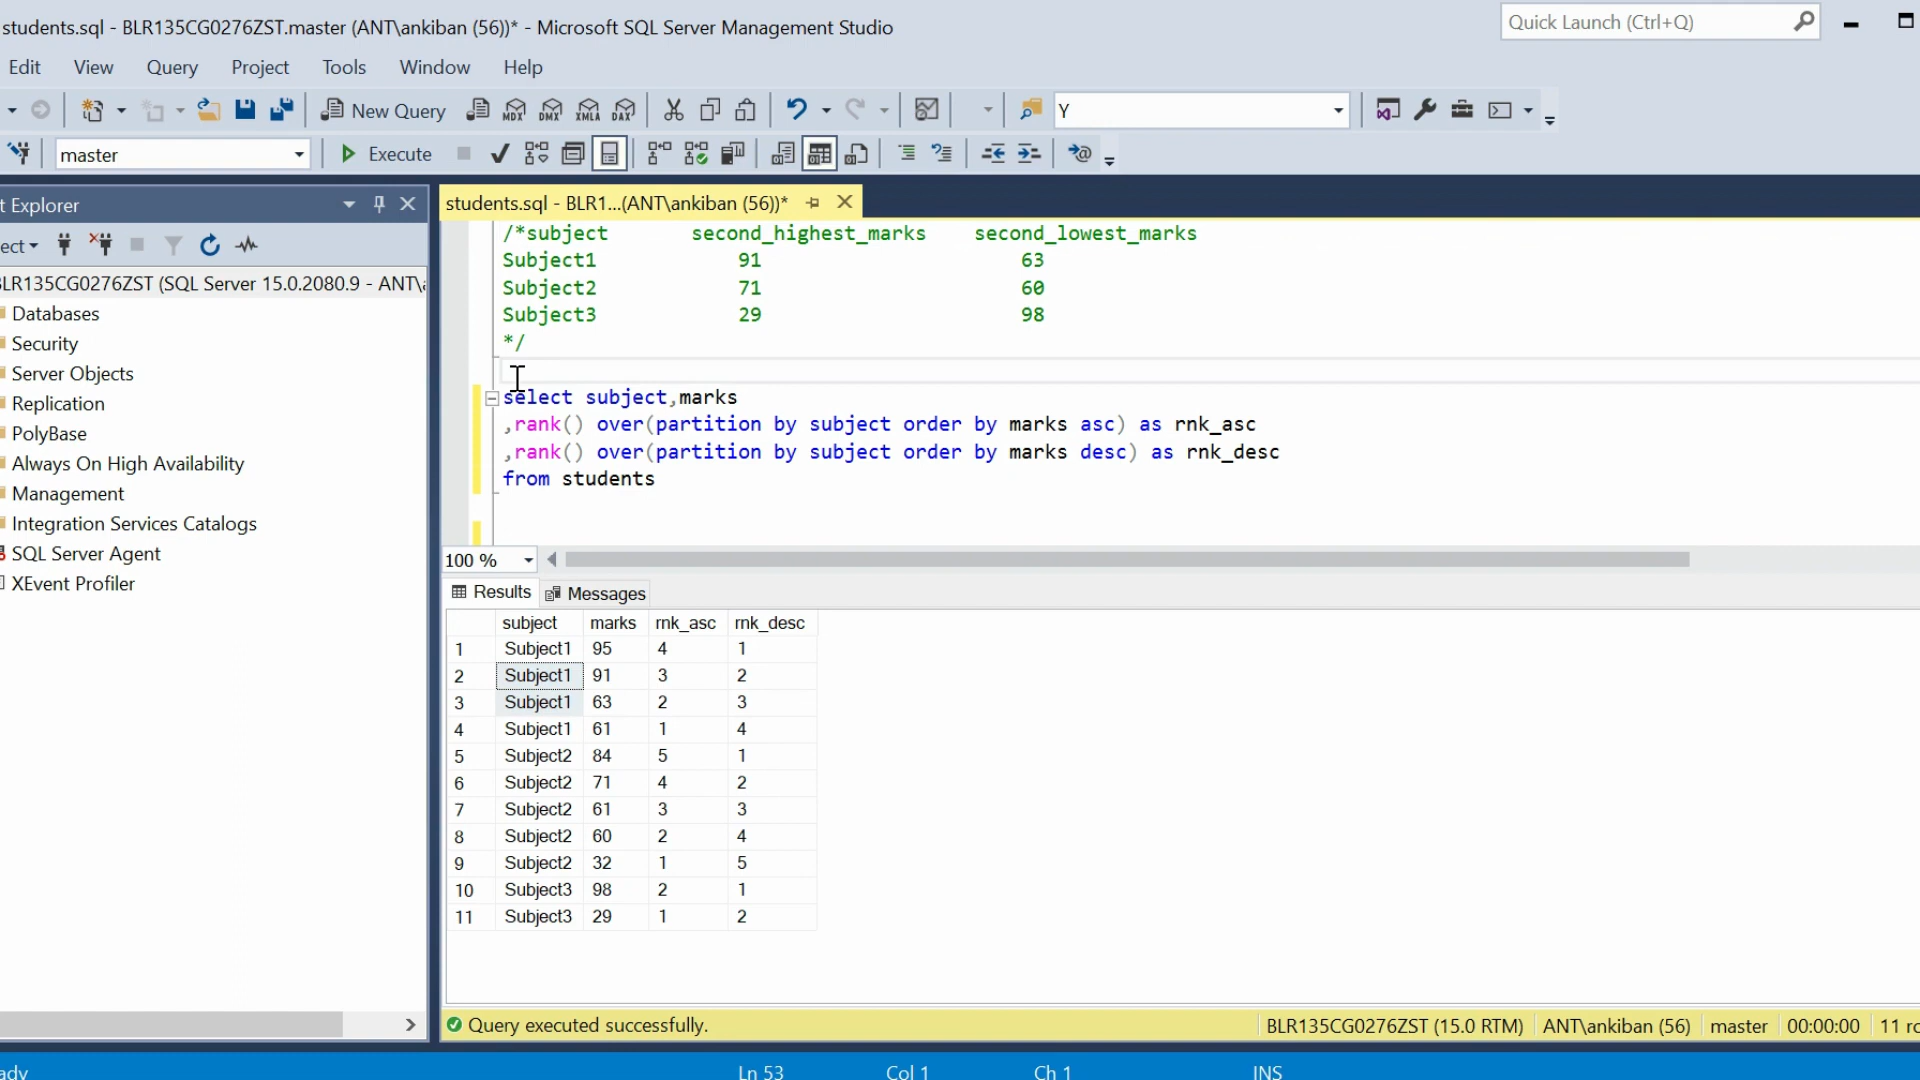 students.sql - BLR135CG0276ZST.master (ANT\ankiban (56))* - Microsoft SQL Server Management Studio
Quick Launch (Ctrl+Q)
Edit View Query Project Tools Window Help
New Query MDX DMX XMLA DAX Y
master Execute
t Explorer
students.sql - BLR1...(ANT\ankiban (56))*
ect
BLR135CG0276ZST (SQL Server 15.0.2080.9 - ANT\
Databases
Security
Server Objects
Replication
PolyBase
Always On High Availability
Management
Integration Services Catalogs
SQL Server Agent
XEvent Profiler
/*subject second_highest_marks second_lowest_marks
Subject1 91 63
Subject2 71 60
Subject3 29 98
*/
select subject,marks
,rank() over(partition by subject order by marks asc) as rnk_asc
,rank() over(partition by subject order by marks desc) as rnk_desc
from students
100 %
Results Messages
subject marks rnk_asc rnk_desc
1 Subject1 95 4 1
2 Subject1 91 3 2
3 Subject1 63 2 3
4 Subject1 61 1 4
5 Subject2 84 5 1
6 Subject2 71 4 2
7 Subject2 61 3 3
8 Subject2 60 2 4
9 Subject2 32 1 5
10 Subject3 98 2 1
11 Subject3 29 1 2
Query executed successfully. BLR135CG0276ZST (15.0 RTM) ANT\ankiban (56) master 00:00:00 11 ro
ady Ln 53 Col 1 Ch 1 INS